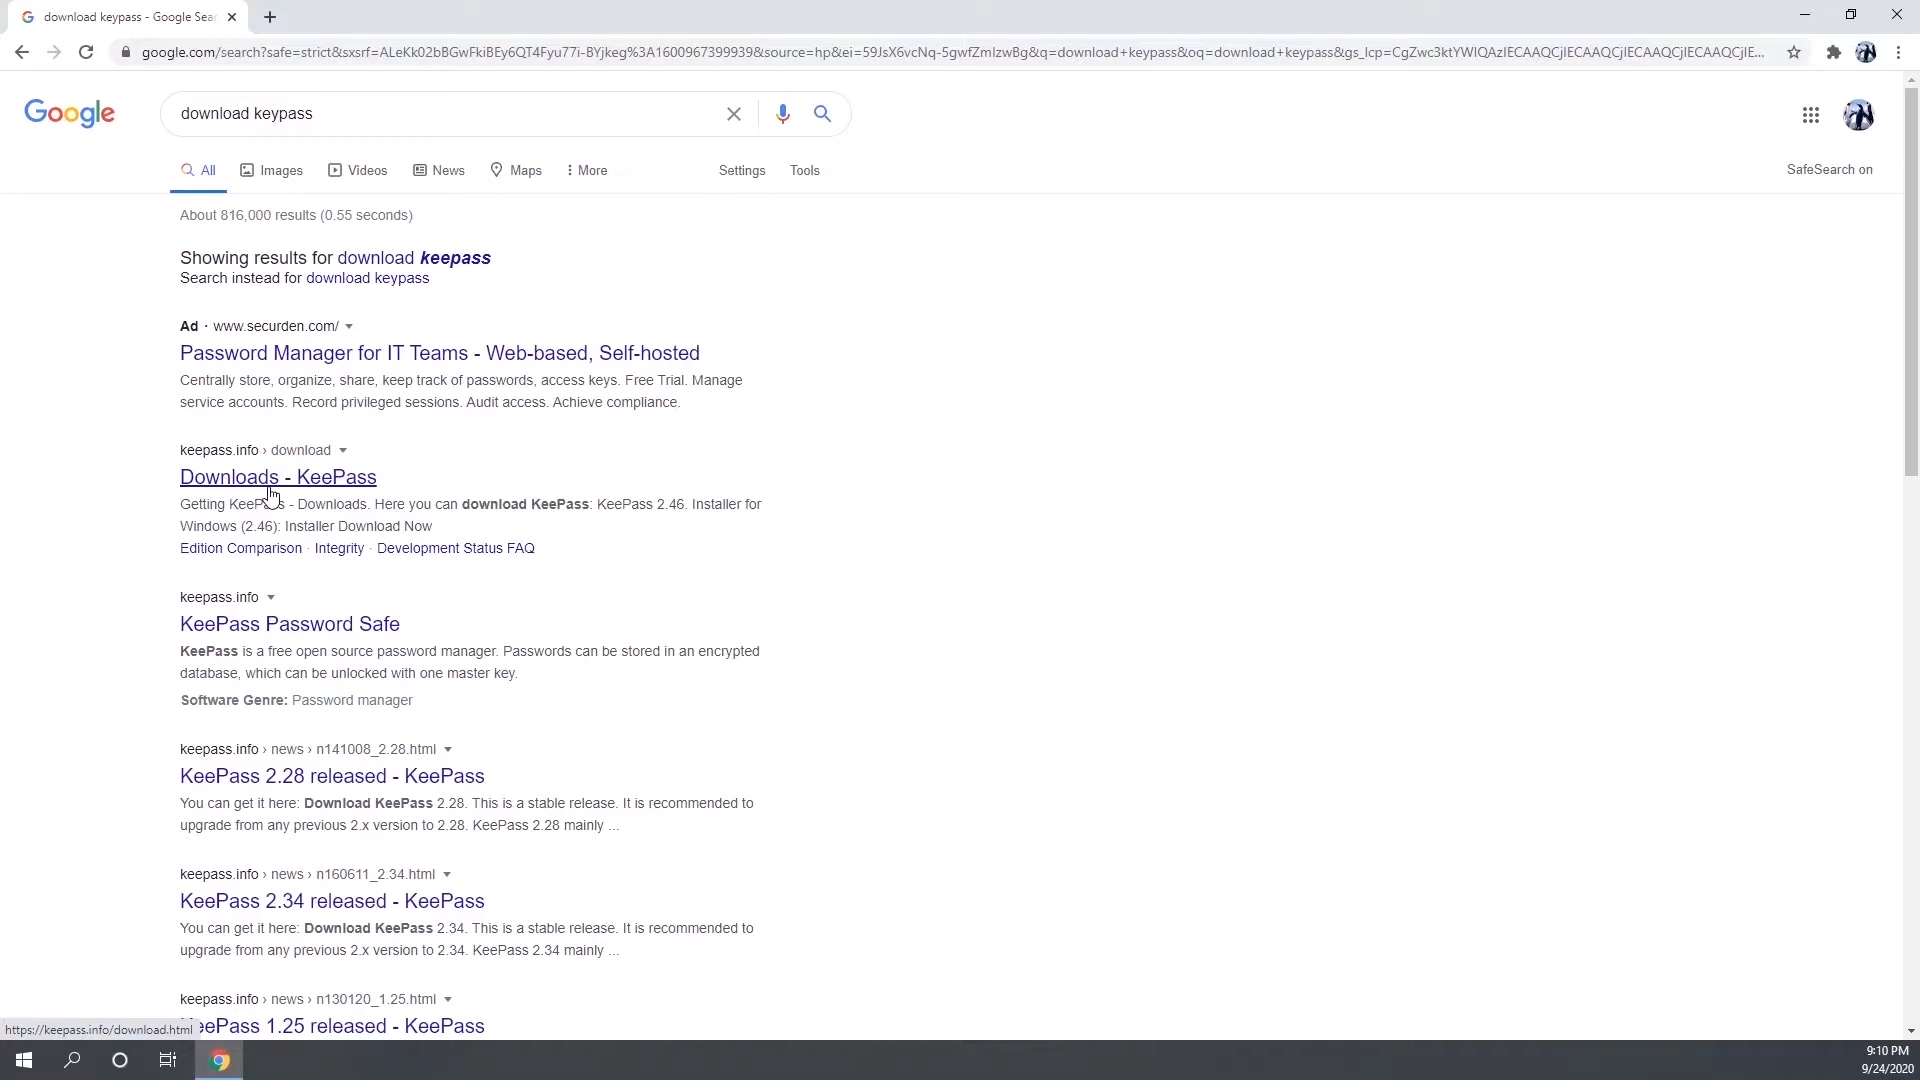 download keypass - Google Sear
google.com/search?safe=strict&sxsrf=ALeKk02bBGwFkiBEy6QT4Fyu77i-BYjkeg%3A1600967399939&source=hp&ei=59JsX6vcNq-5gwfZmIzwBg&q=download+keypass&oq=download+keypass&gs_lcp=CgZwc3ktYWIQAzIECAAQCjIECAAQCjIECAAQCjIECAAQCjIE...
Google
download keypass
All Images Videos News Maps More Settings Tools
SafeSearch on
About 816,000 results (0.55 seconds)
Showing results for download keepass
Search instead for download keypass
Ad · www.securden.com/
Password Manager for IT Teams - Web-based, Self-hosted
Centrally store, organize, share, keep track of passwords, access keys. Free Trial. Manage
service accounts. Record privileged sessions. Audit access. Achieve compliance.
keepass.info › download
Downloads - KeePass
Getting KeePass - Downloads. Here you can download KeePass: KeePass 2.46. Installer for
Windows (2.46): Installer Download Now
Edition Comparison · Integrity · Development Status FAQ
keepass.info
KeePass Password Safe
KeePass is a free open source password manager. Passwords can be stored in an encrypted
database, which can be unlocked with one master key.
Software Genre: Password manager
keepass.info › news › n141008_2.28.html
KeePass 2.28 released - KeePass
You can get it here: Download KeePass 2.28. This is a stable release. It is recommended to
upgrade from any previous 2.x version to 2.28. KeePass 2.28 mainly ...
keepass.info › news › n160611_2.34.html
KeePass 2.34 released - KeePass
You can get it here: Download KeePass 2.34. This is a stable release. It is recommended to
upgrade from any previous 2.x version to 2.34. KeePass 2.34 mainly ...
keepass.info › news › n130120_1.25.html
eePass 1.25 released - KeePass
https://keepass.info/download.html
9:10 PM
9/24/2020